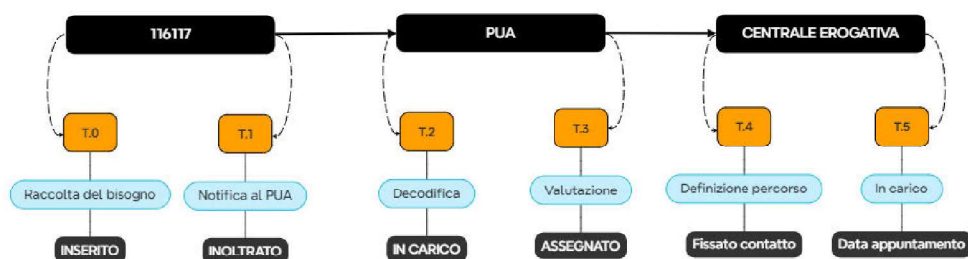 116117
PUA
CENTRALE EROGATIVA
T.0
T.1
T.2
T.3
T.4
T.5
Raccolta del bisogno
Notifica al PUA
Decodifica
Valutazione
Definizione percorso
In carico
INSERITO
INOLTRATO
IN CARICO
ASSEGNATO
Fissato contatto
Data appuntamento